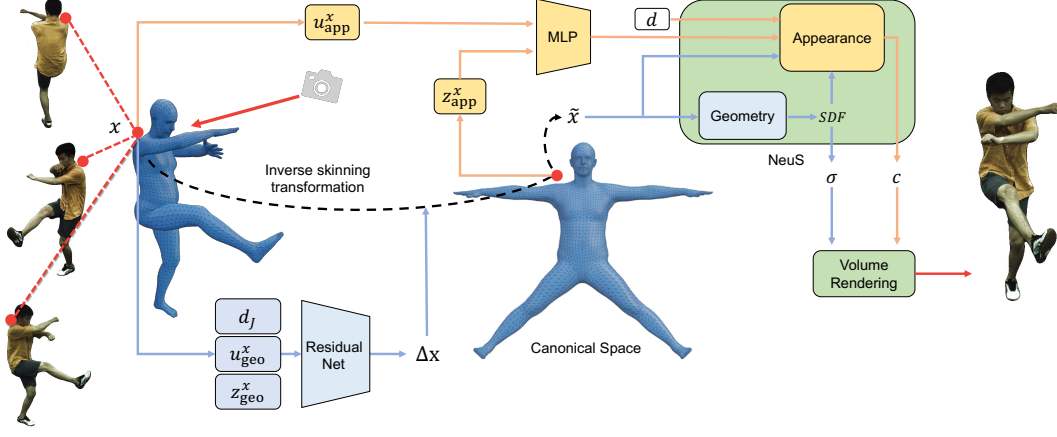 u^x_app
MLP
d
Appearance
z^x_app
x
x̃
Geometry
SDF
NeuS
Inverse skinning
transformation
σ
c
Volume
Rendering
d_J
u^x_geo
z^x_geo
Residual
Net
Δx
Canonical Space